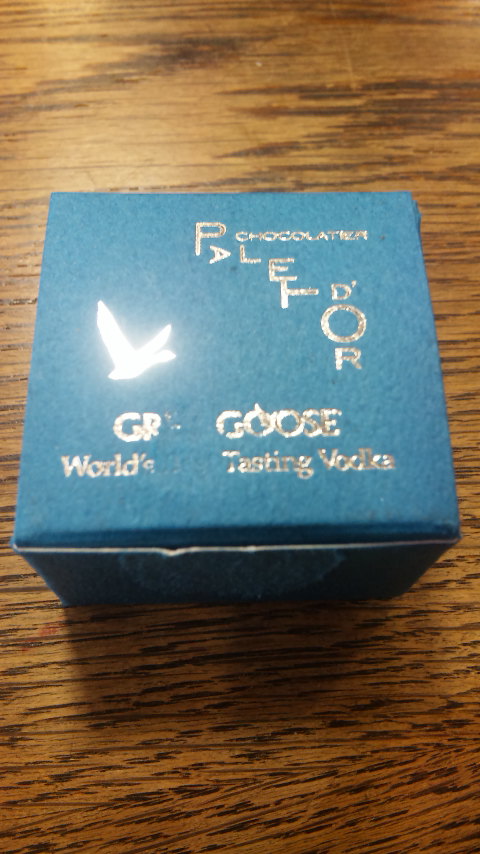 CHOCOLATIER
PALET
D'OR
GOOSE
World's Tasting Vodka